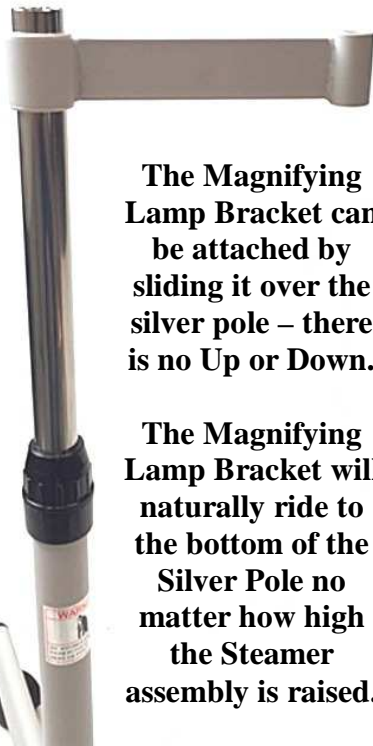 The Magnifying
Lamp Bracket can
be attached by
sliding it over the
silver pole – there
is no Up or Down.
The Magnifying
Lamp Bracket will
naturally ride to
the bottom of the
Silver Pole no
matter how high
the Steamer
assembly is raised.
WARN